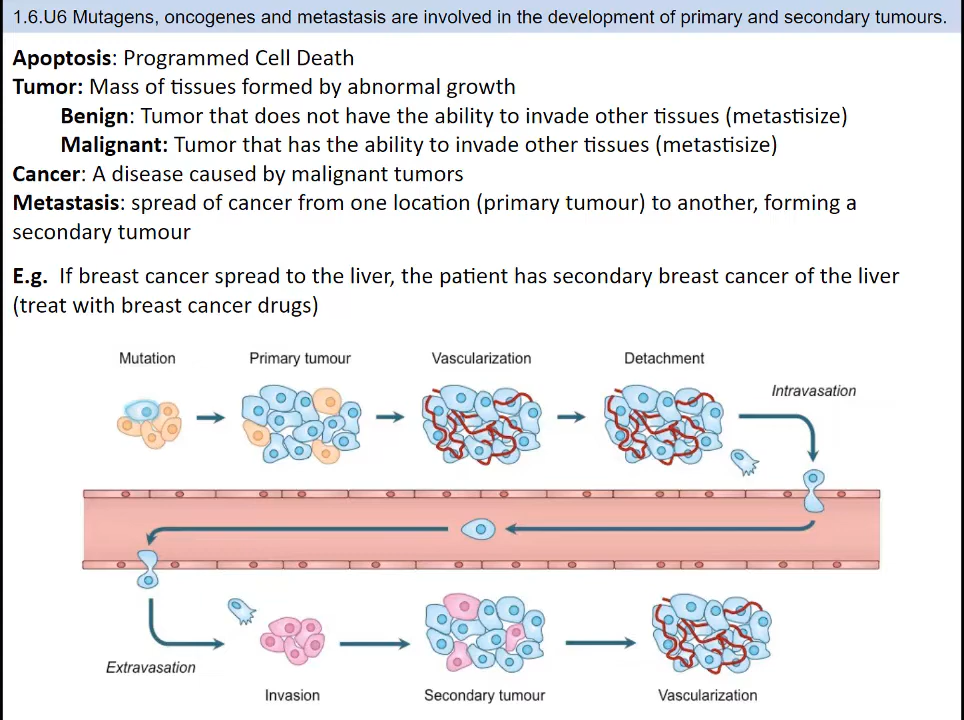 1.6.U6 Mutagens, oncogenes and metastasis are involved in the development of primary and secondary tumours.
Apoptosis: Programmed Cell Death
Tumor: Mass of tissues formed by abnormal growth
Benign: Tumor that does not have the ability to invade other tissues (metastisize)
Malignant: Tumor that has the ability to invade other tissues (metastisize)
Cancer: A disease caused by malignant tumors
Metastasis: spread of cancer from one location (primary tumour) to another, forming a
secondary tumour
E.g. If breast cancer spread to the liver, the patient has secondary breast cancer of the liver
(treat with breast cancer drugs)
Mutation
Primary tumour
Vascularization
Detachment
Intravasation
Extravasation
Invasion
Secondary tumour
Vascularization